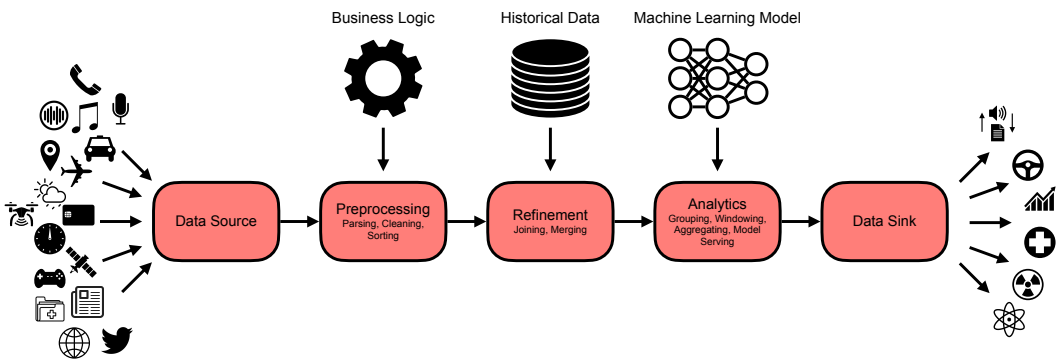 Business Logic
Historical Data
Machine Learning Model
Data Source
Preprocessing
Parsing, Cleaning,
Sorting
Refinement
Joining, Merging
Analytics
Grouping, Windowing,
Aggregating, Model
Serving
Data Sink